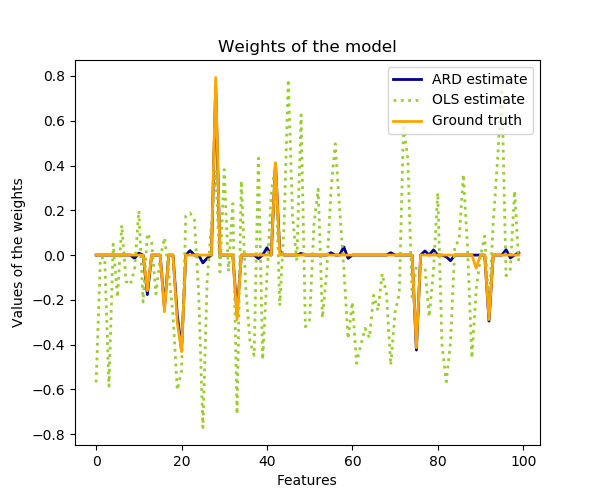 Weights of the model
ARD estimate
OLS estimate
Ground truth
Values of the weights
0.8
0.6
0.4
0.2
0.0
−0.2
−0.4
−0.6
−0.8
0 20 40 60 80 100
Features